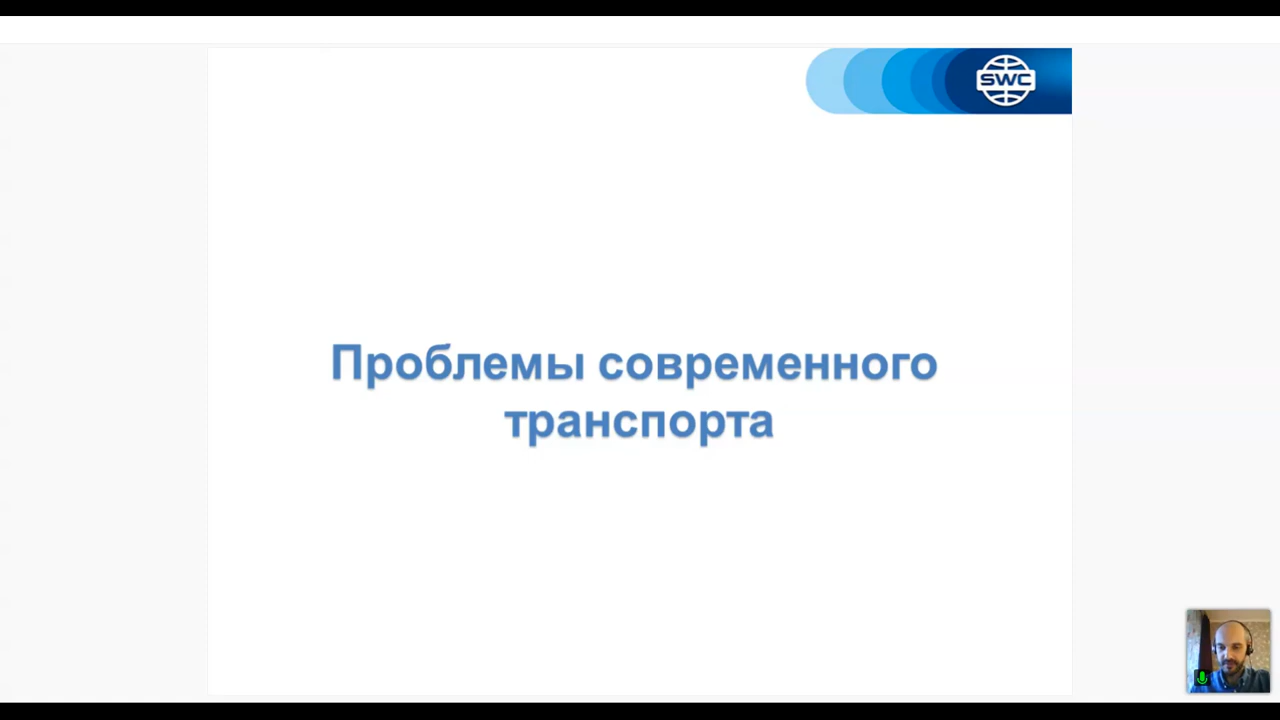 SWC
Проблемы современного
транспорта